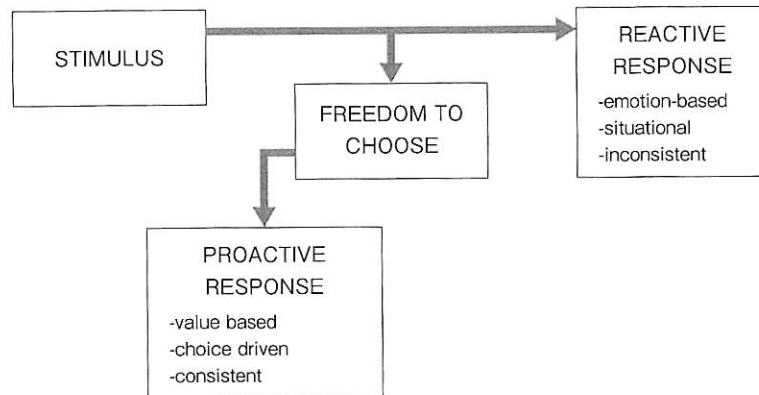 STIMULUS
REACTIVE
RESPONSE
-emotion-based
-situational
-inconsistent
FREEDOM TO
CHOOSE
PROACTIVE
RESPONSE
-value based
-choice driven
-consistent